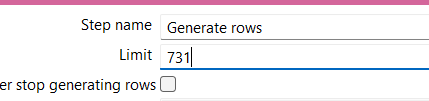 Step name Generate rows
Limit 731
er stop generating rows